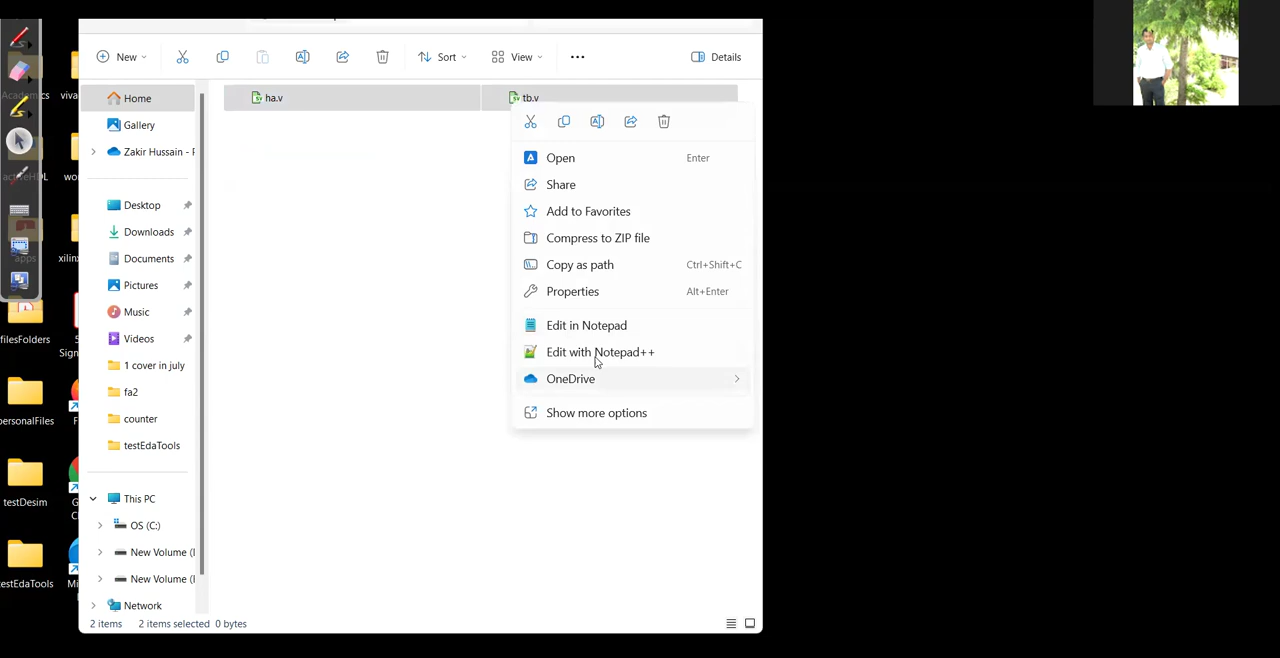 New
Sort
View
Details
Home
Gallery
Zakir Hussain -
Desktop
Downloads
Documents
Pictures
Music
Videos
1 cover in july
fa2
counter
testEdaTools
This PC
OS (C:)
New Volume (
New Volume (
Network
2 items 2 items selected 0 bytes
ha.v
tb.v
Open Enter
Share
Add to Favorites
Compress to ZIP file
Copy as path Ctrl+Shift+C
Properties Alt+Enter
Edit in Notepad
Edit with Notepad++
OneDrive
Show more options
apps
personalFiles
testDesim